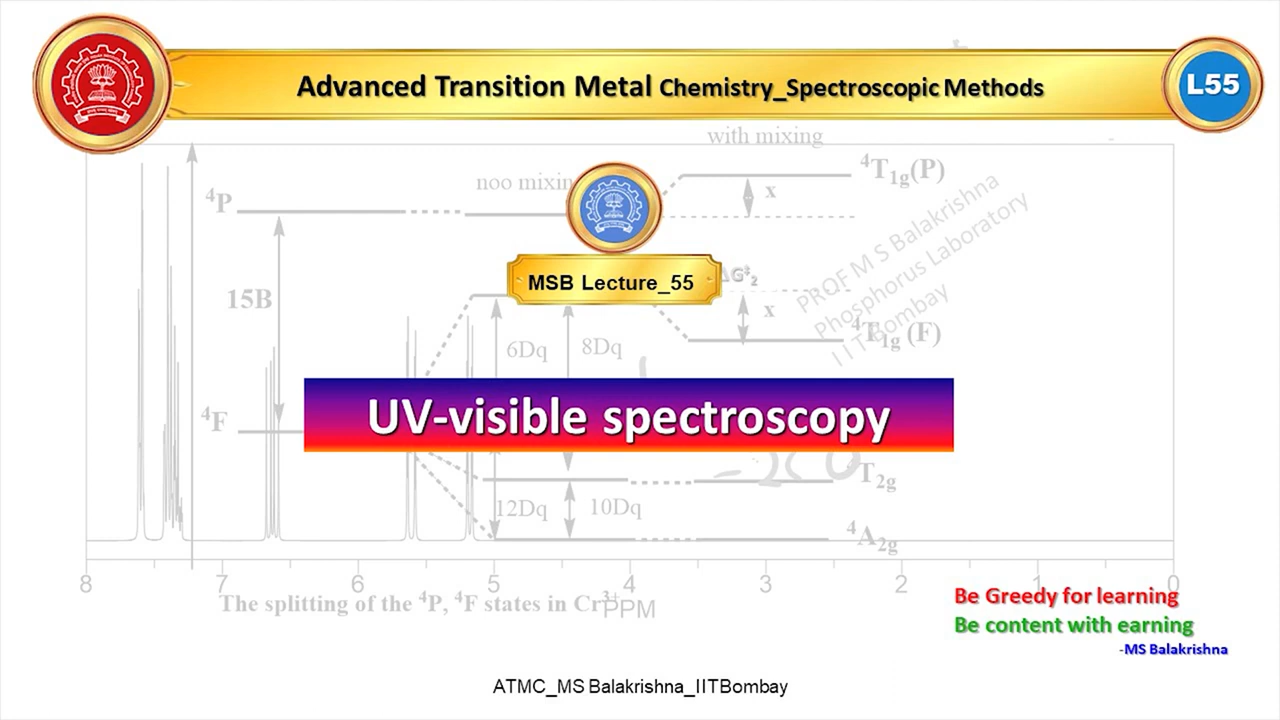 Advanced Transition Metal Chemistry_Spectroscopic Methods
L55
with mixing
⁴T₁g(P)
noo mixin
x
⁴P
PROF M S Balakrishna
Phosphorus Laboratory
I I T Bombay
MSB Lecture_55
ΔG‡₂
15B
x
⁴T₁g (F)
6Dq
8Dq
⁴F
UV-visible spectroscopy
T₂g
12Dq
10Dq
⁴A₂g
8 7 6 5 4 3 2 1 0
The splitting of the ⁴P, ⁴F states in Cr³⁺
PPM
Be Greedy for learning
Be content with earning
-MS Balakrishna
ATMC_MS Balakrishna_IITBombay